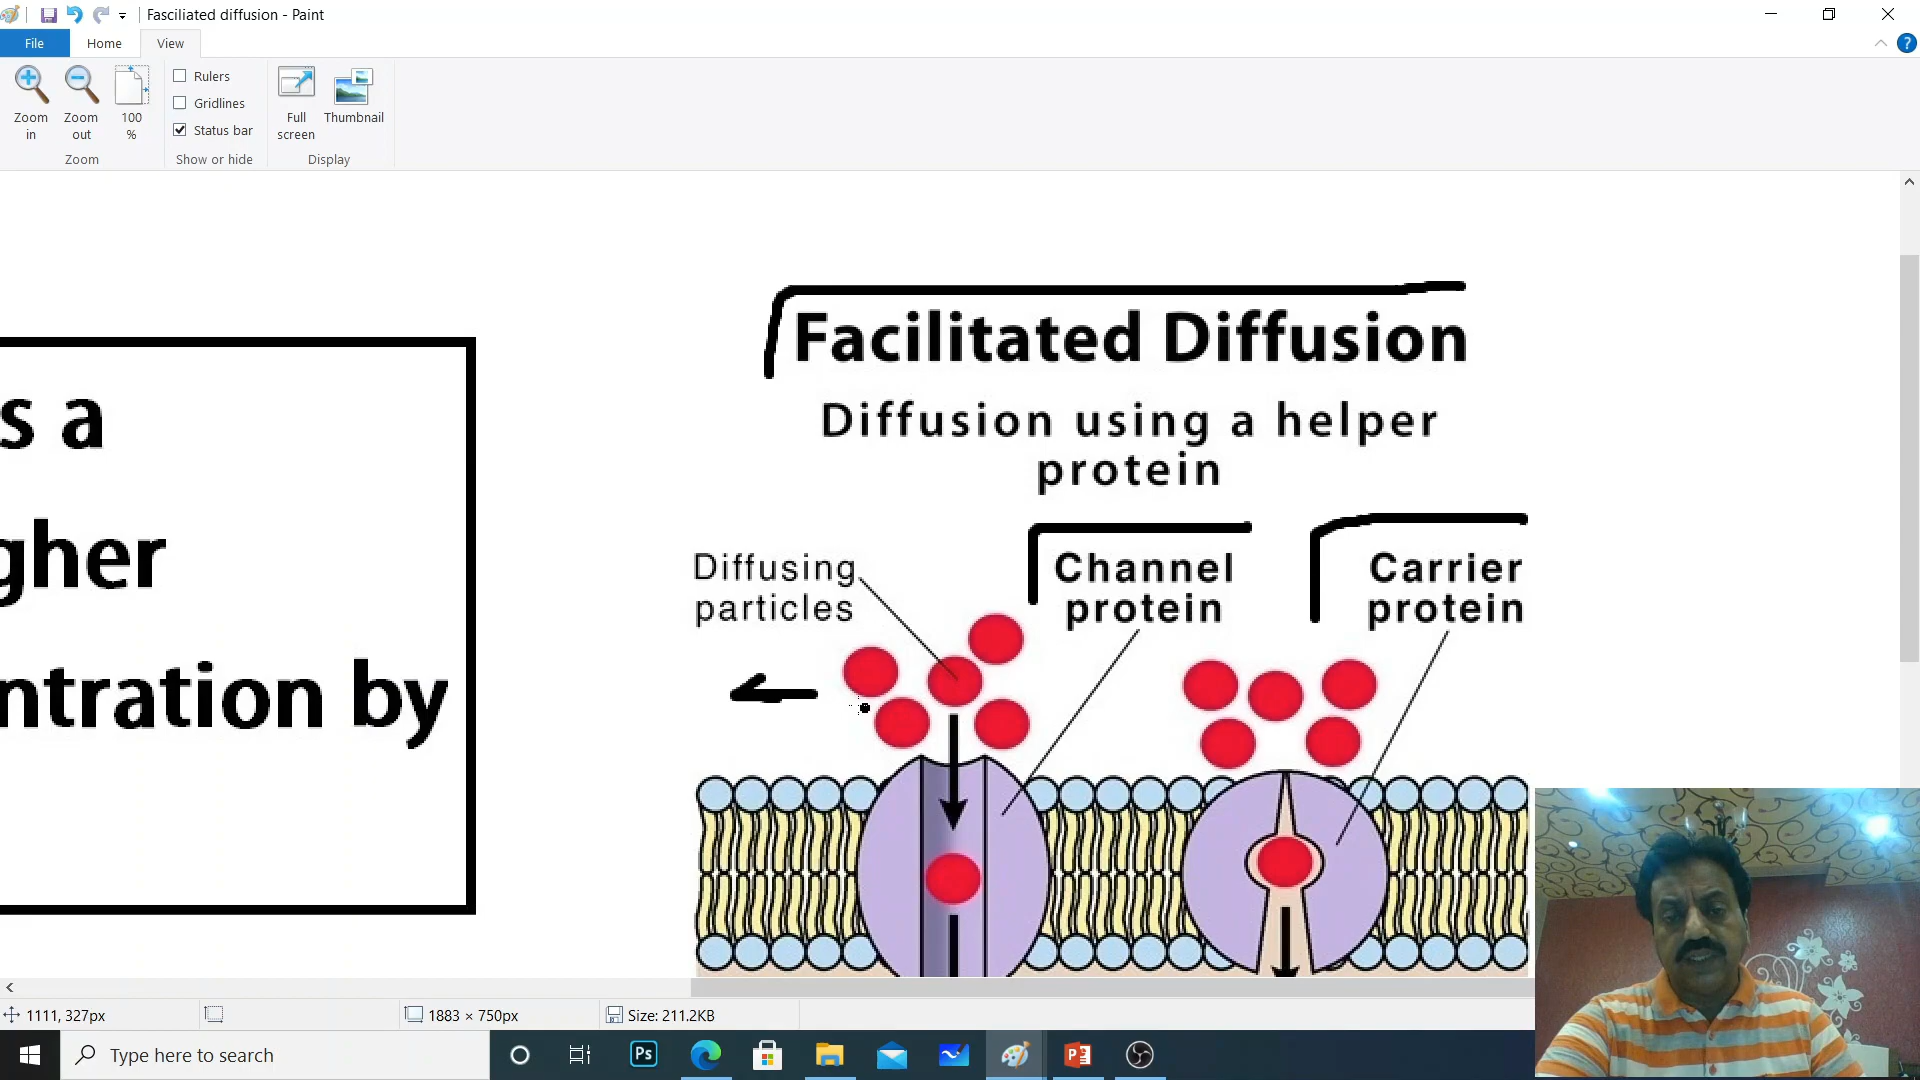 Fasciliated diffusion - Paint
File
Home
View
?
Zoom in
Zoom out
100 %
Rulers
Gridlines
Status bar
Full screen
Thumbnail
Zoom
Show or hide
Display
s a
gher
ntration by
Facilitated Diffusion
Diffusion using a helper
protein
Diffusing
particles
Channel
protein
Carrier
protein
1111, 327px
1883 × 750px
Size: 211.2KB
Type here to search
Ps
P